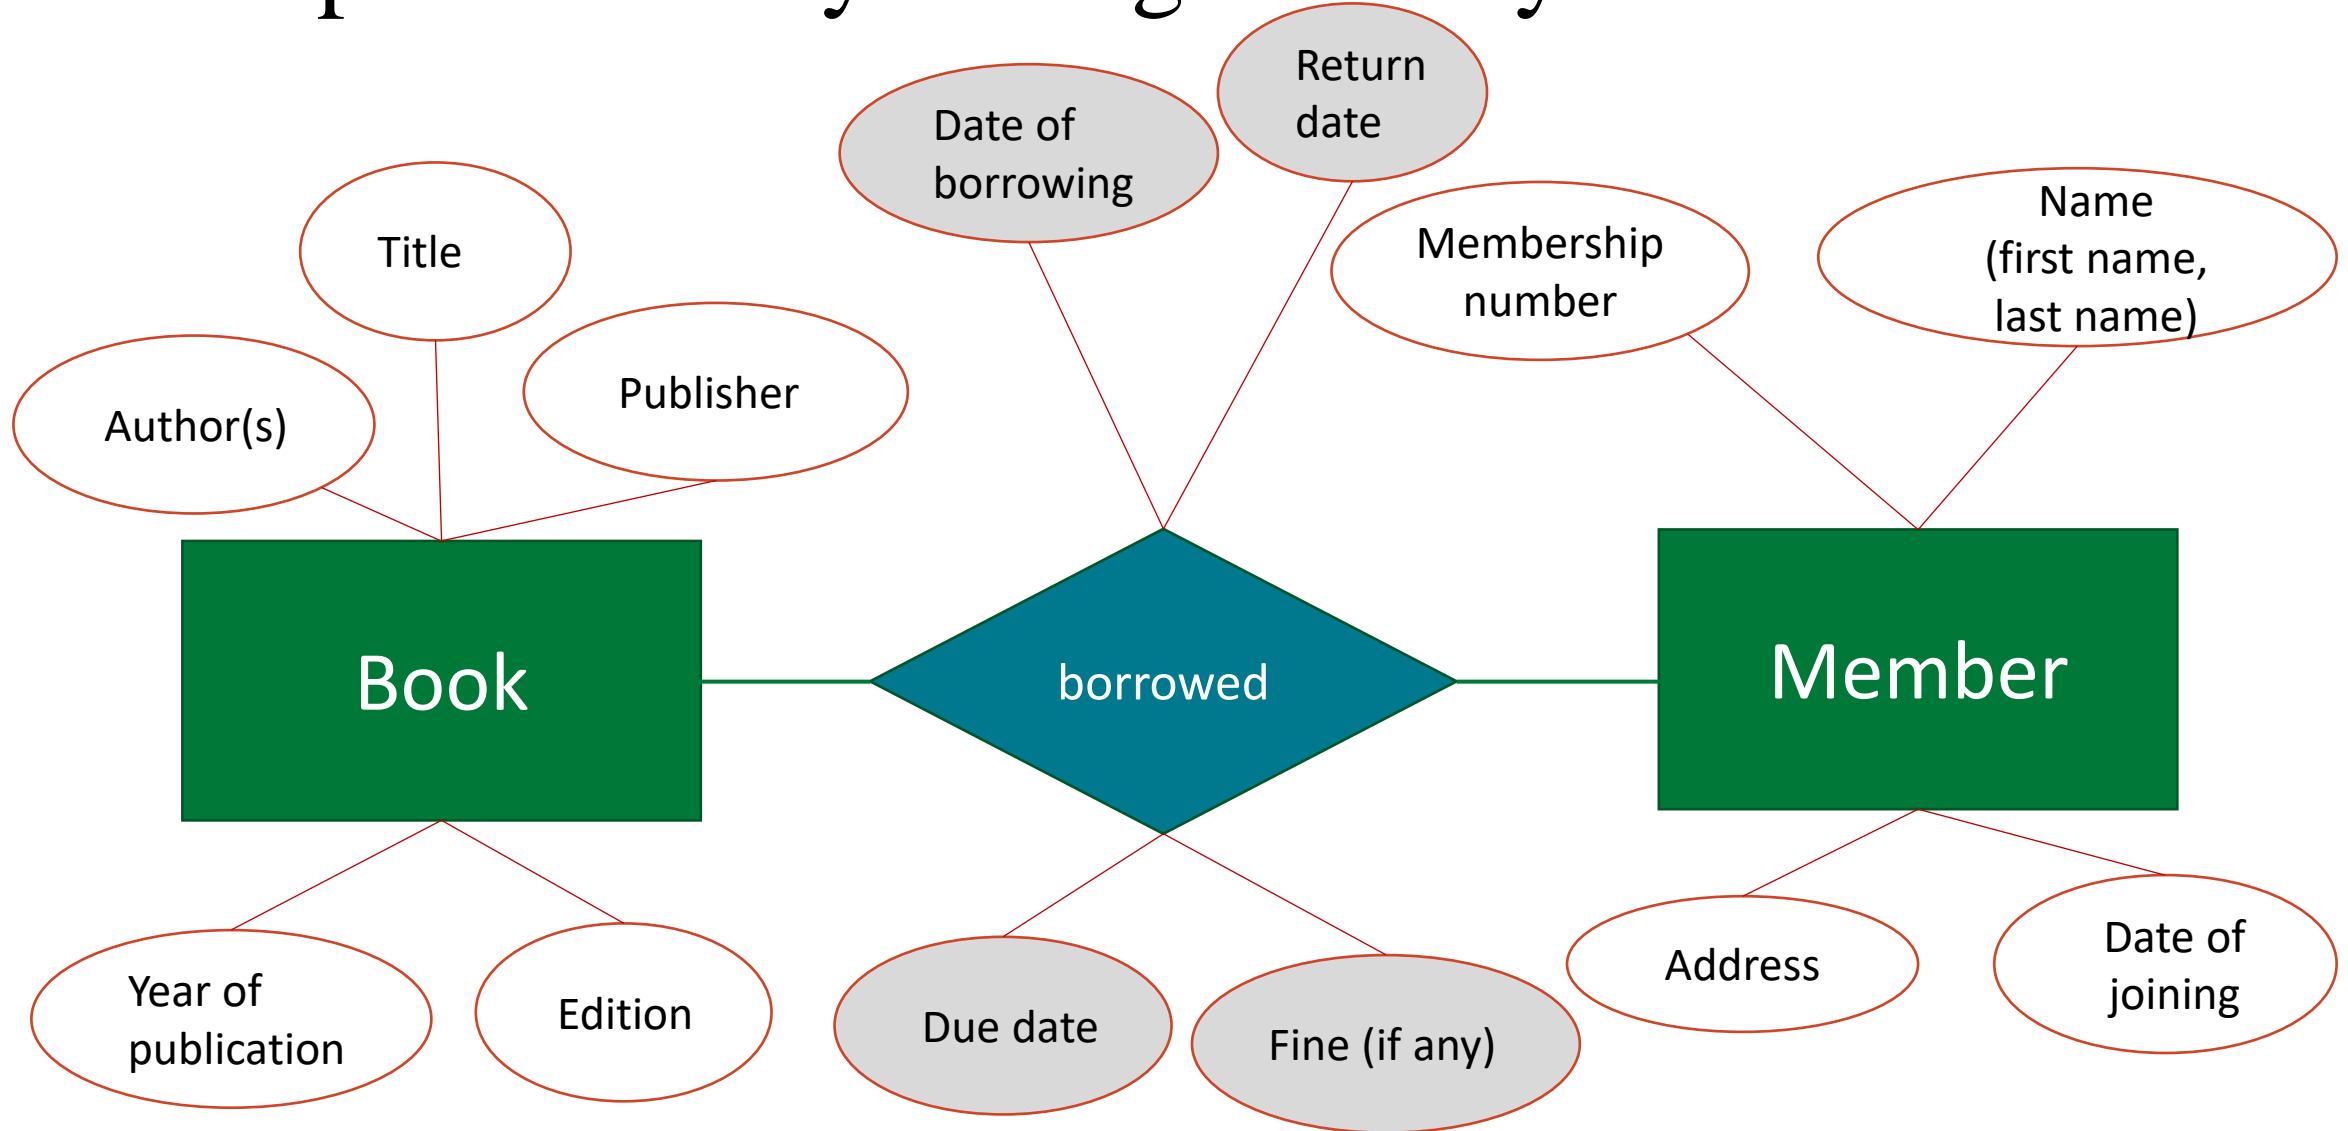 Return
date
Date of
borrowing
Title
Membership
number
Name
(first name,
last name)
Author(s)
Publisher
Book
borrowed
Member
Year of
publication
Edition
Due date
Fine (if any)
Address
Date of
joining